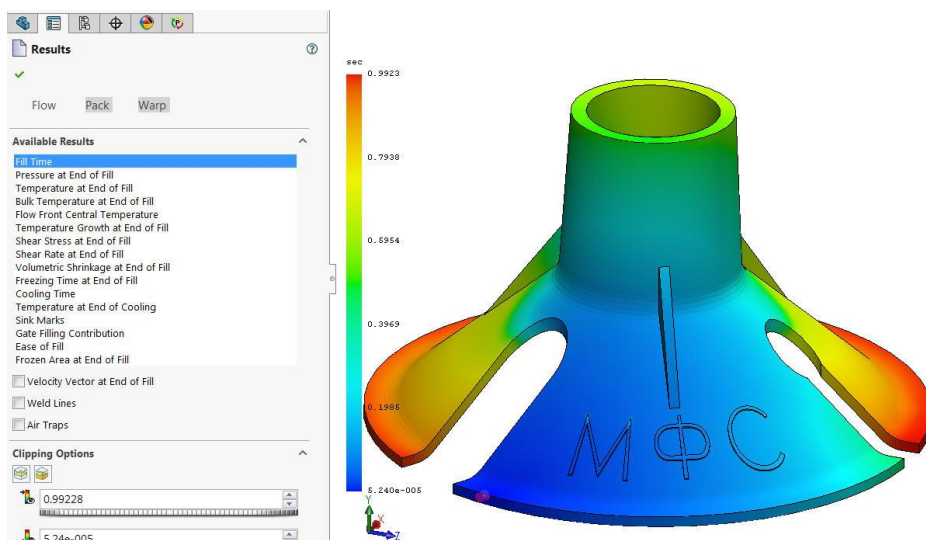 Results
Flow Pack Warp
Available Results
Fill Time
Pressure at End of Fill
Temperature at End of Fill
Bulk Temperature at End of Fill
Flow Front Central Temperature
Temperature Growth at End of Fill
Shear Stress at End of Fill
Shear Rate at End of Fill
Volumetric Shrinkage at End of Fill
Freezing Time at End of Fill
Cooling Time
Temperature at End of Cooling
Sink Marks
Gate Filling Contribution
Ease of Fill
Frozen Area at End of Fill
Velocity Vector at End of Fill
Weld Lines
Air Traps
Clipping Options
0.99228
5.24e-005
sec
0.9923
0.7938
0.5954
0.3969
0.1985
5.240e-005
МФС
Y
X
Z